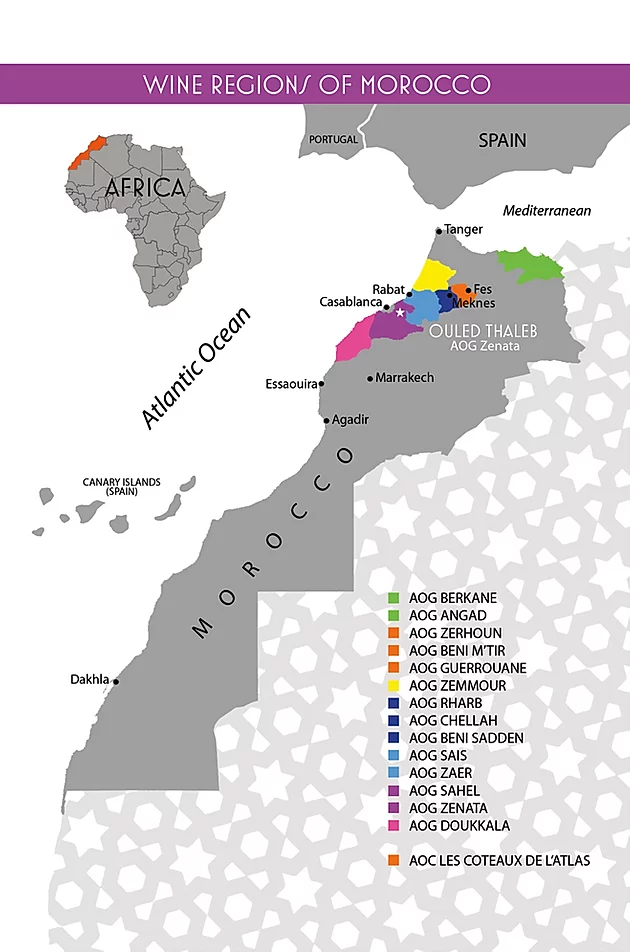 WINE REGIONS OF MOROCCO
PORTUGAL
SPAIN
AFRICA
Mediterranean
Tanger
Rabat
Fes
Casablanca
Meknes
OULED THALEB
AOG Zenata
Atlantic Ocean
Essaouira
Marrakech
Agadir
CANARY ISLANDS
(SPAIN)
MOROCCO
Dakhla
AOG BERKANE
AOG ANGAD
AOG ZERHOUN
AOG BENI M'TIR
AOG GUERROUANE
AOG ZEMMOUR
AOG RHARB
AOG CHELLAH
AOG BENI SADDEN
AOG SAIS
AOG ZAER
AOG SAHEL
AOG ZENATA
AOG DOUKKALA
AOC LES COTEAUX DE L'ATLAS